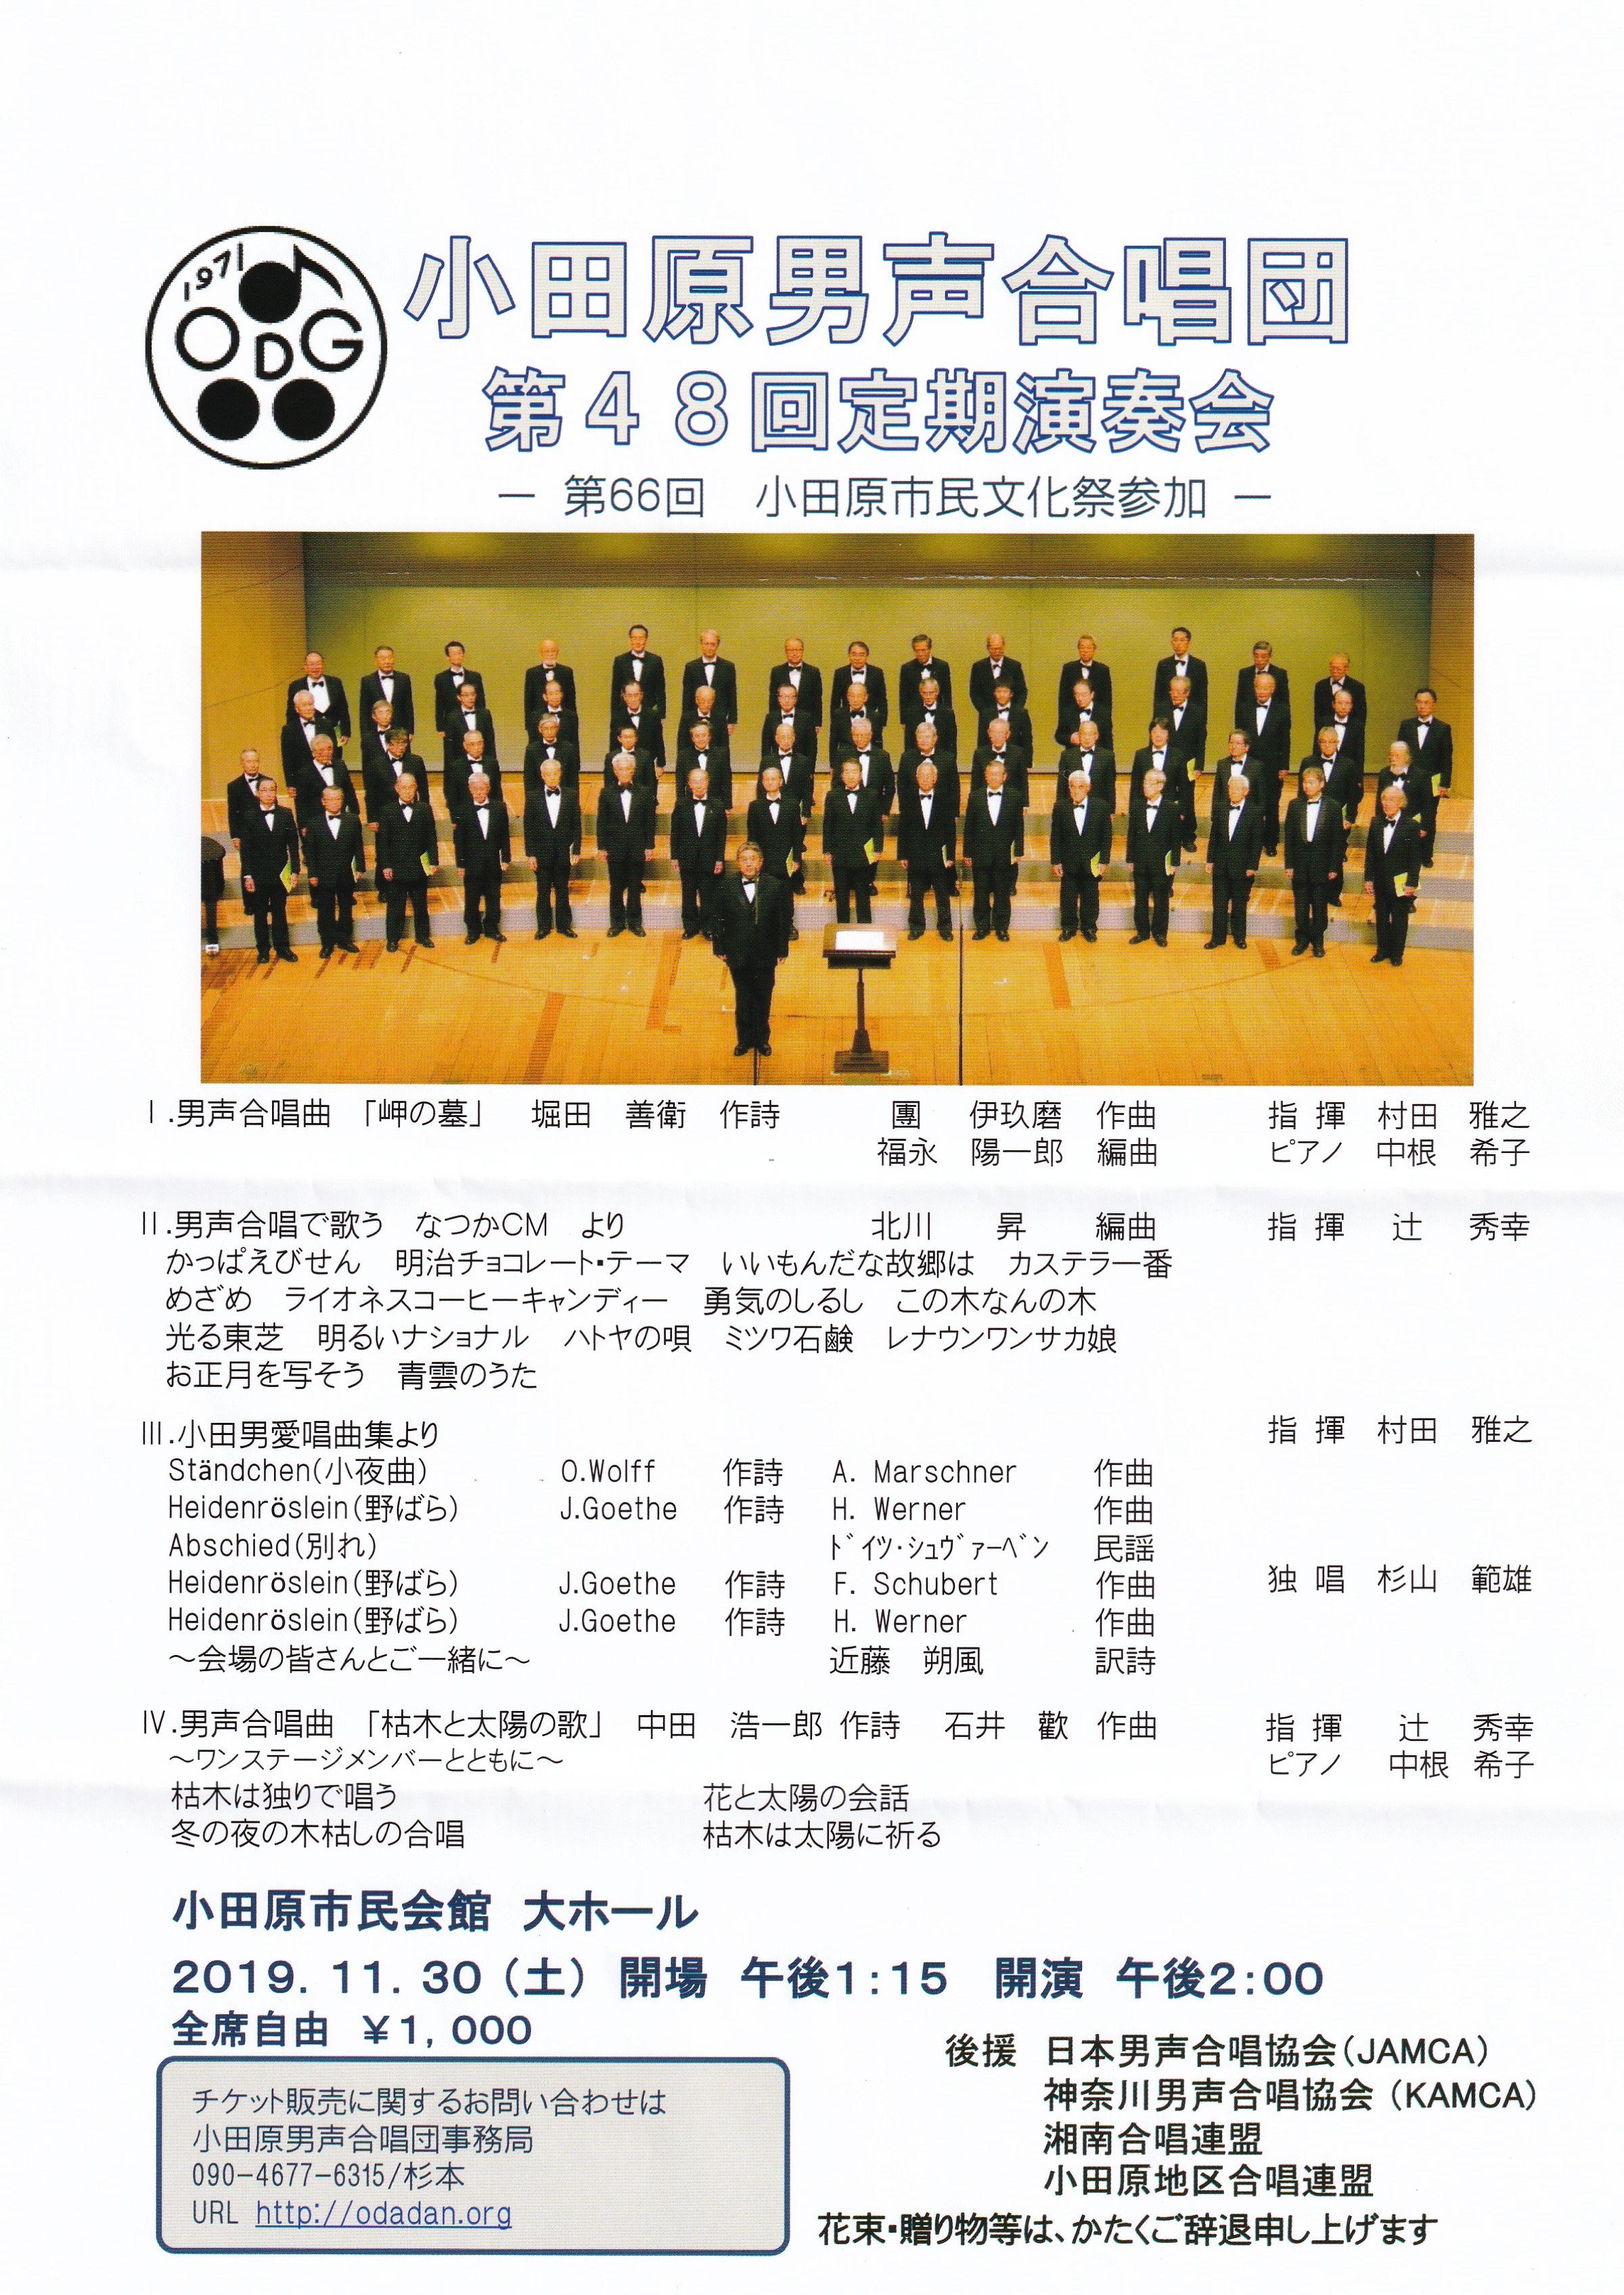 1971
ODG
小田原男声合唱団
第４８回定期演奏会
― 第66回　小田原市民文化祭参加 ―
Ⅰ.男声合唱曲　「岬の墓」　堀田　善衛　作詩　團　伊玖磨　作曲　指 揮　村田　雅之
福永　陽一郎　編曲　ピアノ　中根　希子
Ⅱ.男声合唱で歌う　なつかCM　より　北川　昇　編曲　指 揮　辻　秀幸
かっぱえびせん　明治チョコレート・テーマ　いいもんだな故郷は　カステラ一番
めざめ　ライオネスコーヒーキャンディー　勇気のしるし　この木なんの木
光る東芝　明るいナショナル　ハトヤの唄　ミツワ石鹸　レナウンワンサカ娘
お正月を写そう　青雲のうた
Ⅲ.小田男愛唱曲集より　指 揮　村田　雅之
Ständchen(小夜曲)　O.Wolff　作詩　A. Marschner　作曲
Heidenröslein(野ばら)　J.Goethe　作詩　H. Werner　作曲
Abschied(別れ)　ﾄﾞｲﾂ･ｼｭｳﾞｧｰﾍﾞﾝ　民謡
Heidenröslein(野ばら)　J.Goethe　作詩　F. Schubert　作曲　独 唱　杉山　範雄
Heidenröslein(野ばら)　J.Goethe　作詩　H. Werner　作曲
～会場の皆さんとご一緒に～　近藤　朔風　訳詩
Ⅳ.男声合唱曲　「枯木と太陽の歌」　中田　浩一郎 作詩　石井　歡　作曲　指 揮　辻　秀幸
～ワンステージメンバーとともに～　ピアノ　中根　希子
枯木は独りで唱う　花と太陽の会話
冬の夜の木枯しの合唱　枯木は太陽に祈る
小田原市民会館　大ホール
2019. 11. 30（土）　開場　午後1：15　開演　午後2：00
全席自由　￥1，000
チケット販売に関するお問い合わせは
小田原男声合唱団事務局
090-4677-6315/杉本
URL http://odadan.org
後援　日本男声合唱協会（JAMCA）
神奈川男声合唱協会（KAMCA）
湘南合唱連盟
小田原地区合唱連盟
花束・贈り物等は、かたくご辞退申し上げます